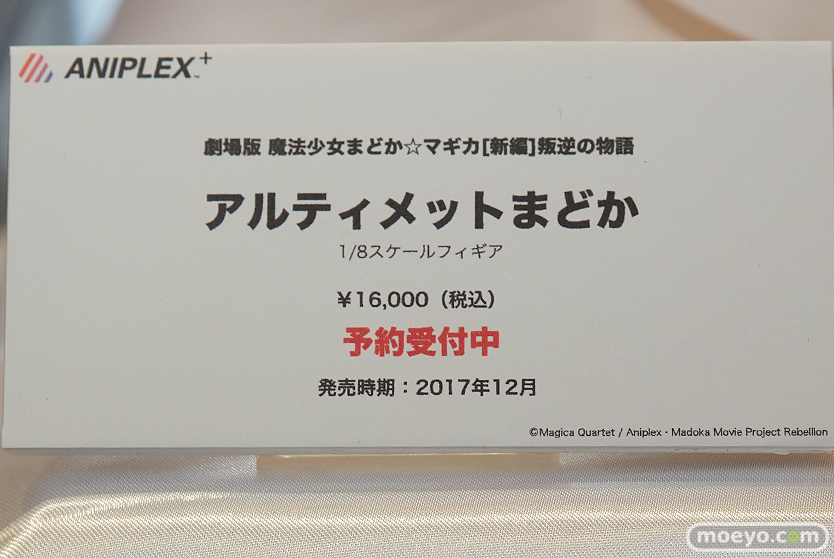 ANIPLEX+™
劇場版 魔法少女まどか☆マギカ[新編]叛逆の物語
アルティメットまどか
1/8スケールフィギア
¥16,000（税込）
予約受付中
発売時期：2017年12月
©Magica Quartet / Aniplex・Madoka Movie Project Rebellion
moeyo.com